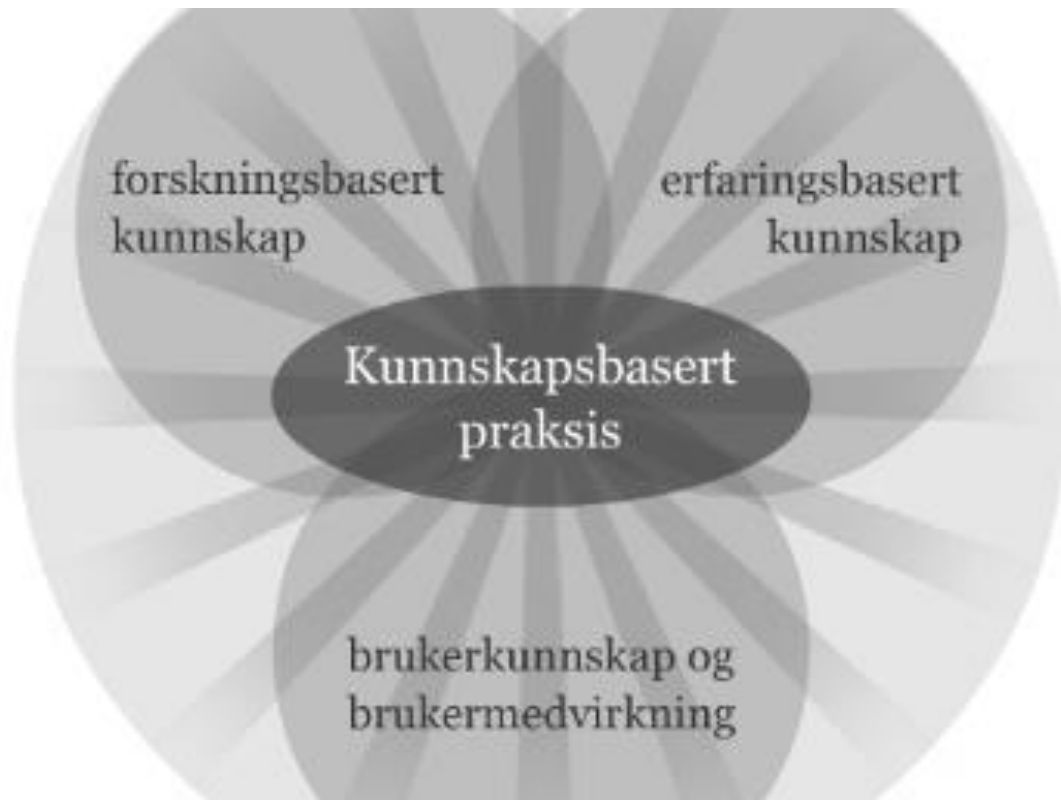 forskningsbasert
kunnskap
erfaringsbasert
kunnskap
Kunnskapsbasert
praksis
brukerkunnskap og
brukermedvirkning